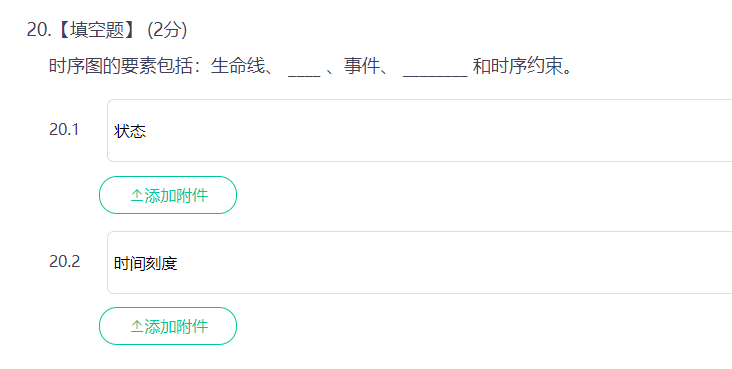 20.【填空题】 (2分)
时序图的要素包括：生命线、 ____ 、事件、 ________ 和时序约束。
20.1
状态
添加附件
20.2
时间刻度
添加附件